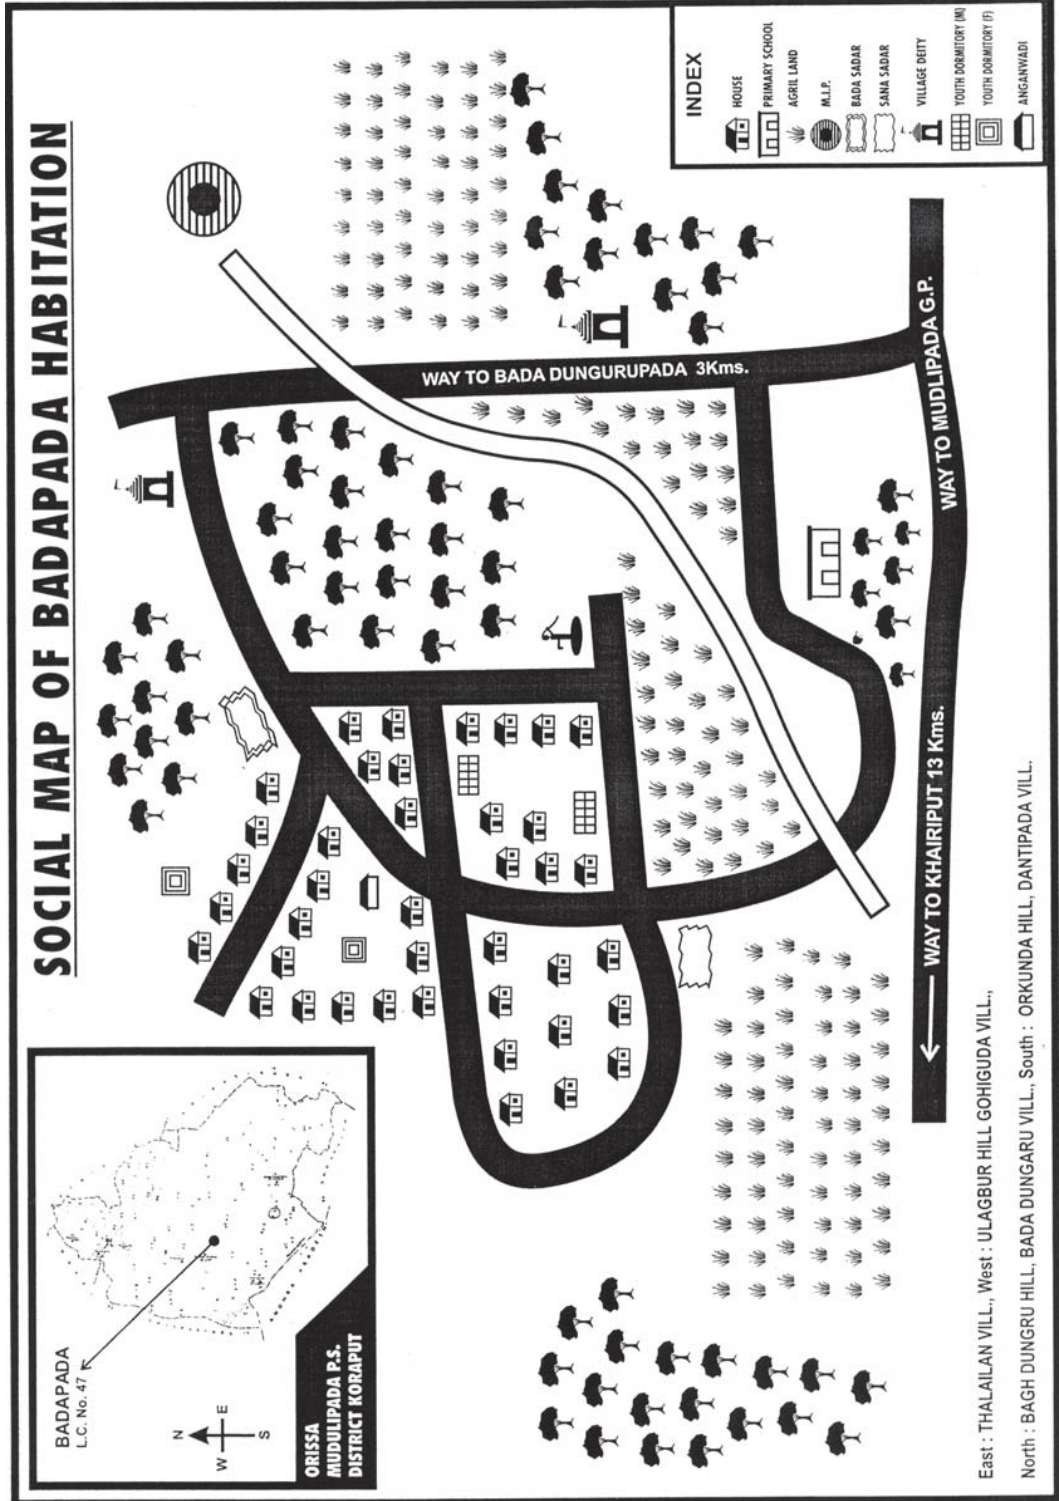 SOCIAL MAP OF BADAPADA HABITATION
BADAPADA
L.C. No. 47
N
W
E
S
ORISSA
MUDULIPADA P.S.
DISTRICT KORAPUT
INDEX
HOUSE
PRIMARY SCHOOL
AGRIL LAND
M.I.P.
BADA SADAR
SANA SADAR
VILLAGE DEITY
YOUTH DORMITORY (M)
YOUTH DORMITORY (F)
ANGANWADI
WAY TO BADA DUNGURUPADA 3Kms.
WAY TO KHAIRIPUT 13 Kms.
WAY TO MUDLIPADA G.P.
East : THALAILAN VILL., West : ULAGBUR HILL GOHIGUDA VILL.,
North : BAGH DUNGRU HILL, BADA DUNGARU VILL., South : ORKUNDA HILL, DANTIPADA VILL.